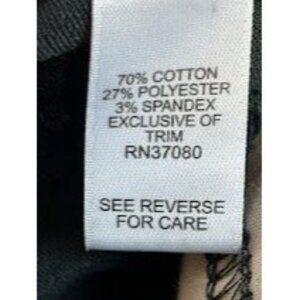 70% COTTON
27% POLYESTER
3% SPANDEX
EXCLUSIVE OF
TRIM
RN37080
SEE REVERSE
FOR CARE